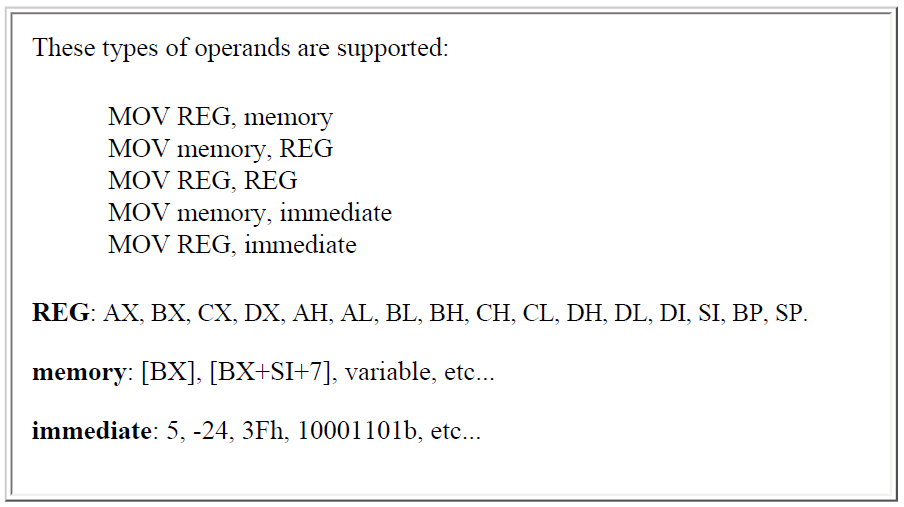 These types of operands are supported:
MOV REG, memory
MOV memory, REG
MOV REG, REG
MOV memory, immediate
MOV REG, immediate
REG: AX, BX, CX, DX, AH, AL, BL, BH, CH, CL, DH, DL, DI, SI, BP, SP.
memory: [BX], [BX+SI+7], variable, etc...
immediate: 5, -24, 3Fh, 10001101b, etc...